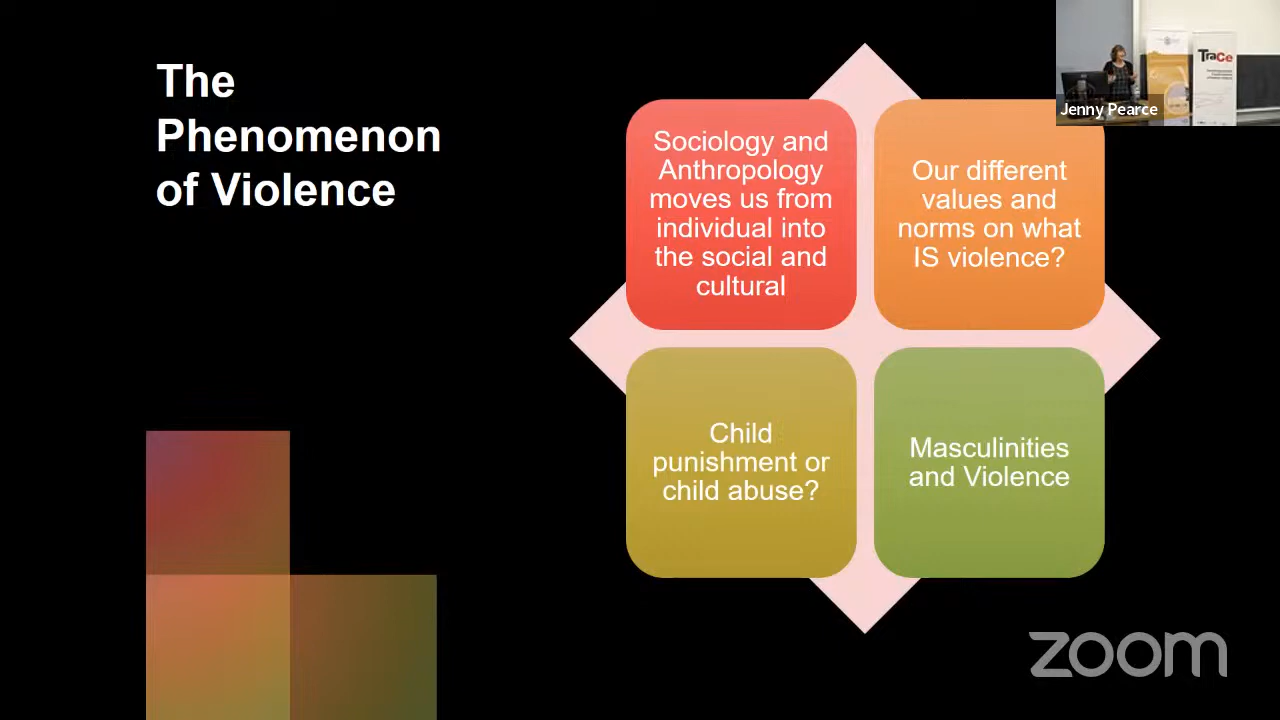 The
Phenomenon
of Violence
Sociology and
Anthropology
moves us from
individual into
the social and
cultural
Our different
values and
norms on what
IS violence?
Child
punishment or
child abuse?
Masculinities
and Violence
TraCe
Jenny Pearce
zoom